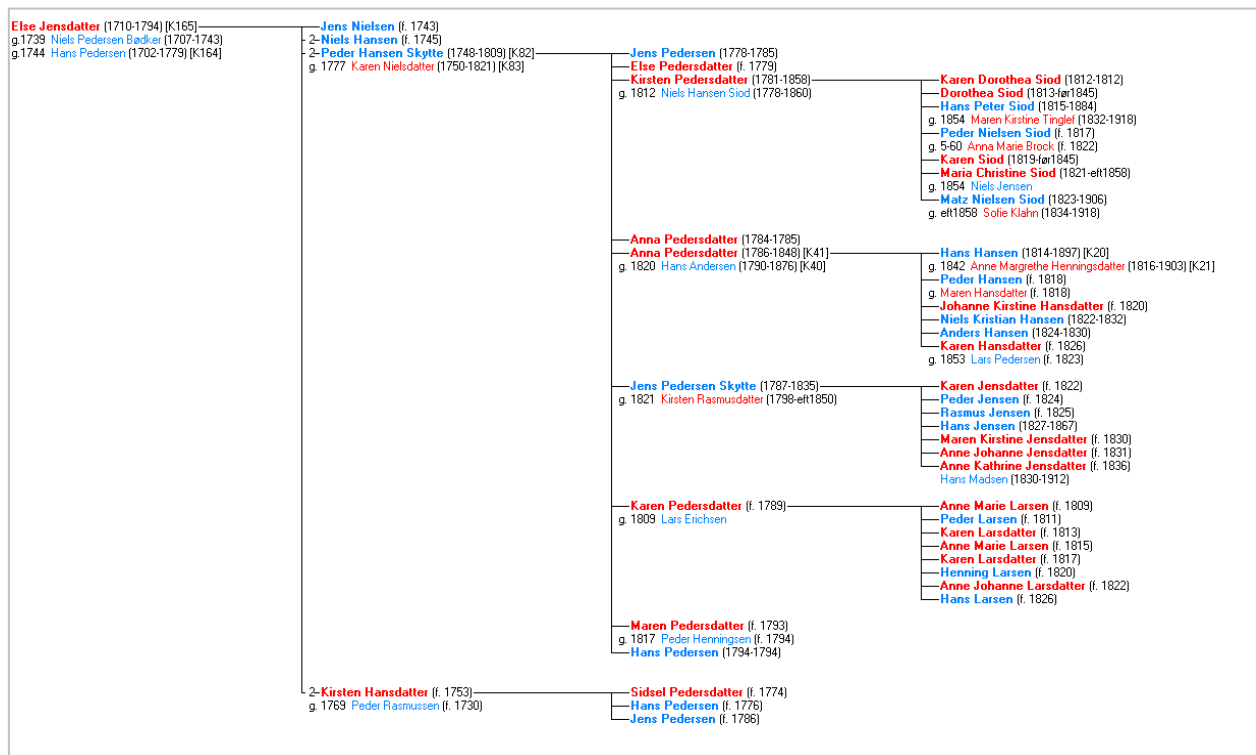 Else Jensdatter (1710-1794) [K165]
g.1739 Niels Pedersen Bødker (1707-1743)
g.1744 Hans Pedersen (1702-1779) [K164]
Jens Nielsen (f. 1743)
2 Niels Hansen (f. 1745)
2 Peder Hansen Skytte (1748-1809) [K82]
g. 1777 Karen Nielsdatter (1750-1821) [K83]
Jens Pedersen (1778-1785)
Else Pedersdatter (f. 1779)
Kirsten Pedersdatter (1781-1858)
g. 1812 Niels Hansen Siod (1778-1860)
Karen Dorothea Siod (1812-1812)
Dorothea Siod (1813-før1845)
Hans Peter Siod (1815-1884)
g. 1854 Maren Kirstine Tinglef (1832-1918)
Peder Nielsen Siod (f. 1817)
g. 5-60 Anna Marie Brock (f. 1822)
Karen Siod (1819-før1845)
Maria Christine Siod (1821-eft1858)
g. 1854 Niels Jensen
Matz Nielsen Siod (1823-1906)
g. eft1858 Sofie Klahn (1834-1918)
Anna Pedersdatter (1784-1785)
Anna Pedersdatter (1786-1848) [K41]
g. 1820 Hans Andersen (1790-1876) [K40]
Hans Hansen (1814-1897) [K20]
g. 1842 Anne Margrethe Henningsdatter (1816-1903) [K21]
Peder Hansen (f. 1818)
g. Maren Hansdatter (f. 1818)
Johanne Kirstine Hansdatter (f. 1820)
Niels Kristian Hansen (1822-1832)
Anders Hansen (1824-1830)
Karen Hansdatter (f. 1826)
g. 1853 Lars Pedersen (f. 1823)
Jens Pedersen Skytte (1787-1835)
g. 1821 Kirsten Rasmusdatter (1798-eft1850)
Karen Jensdatter (f. 1822)
Peder Jensen (f. 1824)
Rasmus Jensen (f. 1825)
Hans Jensen (1827-1867)
Maren Kirstine Jensdatter (f. 1830)
Anne Johanne Jensdatter (f. 1831)
Anne Kathrine Jensdatter (f. 1836)
Hans Madsen (1830-1912)
Karen Pedersdatter (f. 1789)
g. 1809 Lars Erichsen
Anne Marie Larsen (f. 1809)
Peder Larsen (f. 1811)
Karen Larsdatter (f. 1813)
Anne Marie Larsen (f. 1815)
Karen Larsdatter (f. 1817)
Henning Larsen (f. 1820)
Anne Johanne Larsdatter (f. 1822)
Hans Larsen (f. 1826)
Maren Pedersdatter (f. 1793)
g. 1817 Peder Henningsen (f. 1794)
Hans Pedersen (1794-1794)
2 Kirsten Hansdatter (f. 1753)
g. 1769 Peder Rasmussen (f. 1730)
Sidsel Pedersdatter (f. 1774)
Hans Pedersen (f. 1776)
Jens Pedersen (f. 1786)